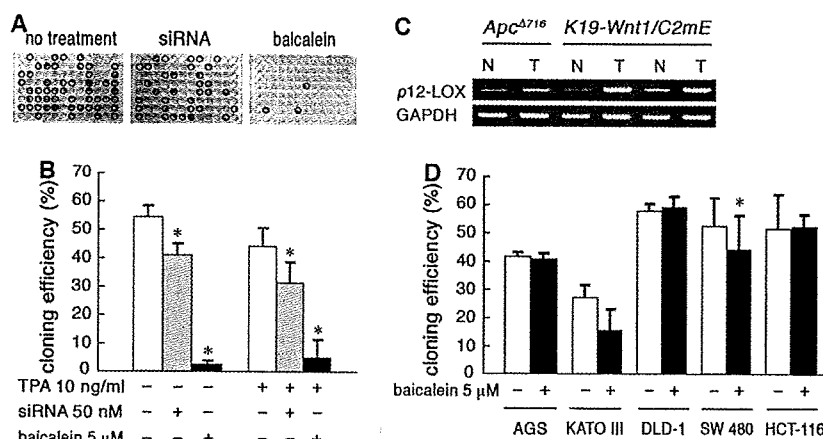 A
no treatment siRNA baicalein
B
cloning efficiency (%)
70
60
50
40
30
20
10
0
* * * *
TPA 10 ng/ml − − − + + +
siRNA 50 nM − + − − + −
baicalein 5 µM − − + − − +
C
Apc^Δ716 K19-Wnt1/C2mE
N T N T N T
p12-LOX
GAPDH
D
cloning efficiency (%)
70
60
50
40
30
20
10
0
*
baicalein 5 µM − + − + − + − + − +
AGS KATO III DLD-1 SW 480 HCT-116